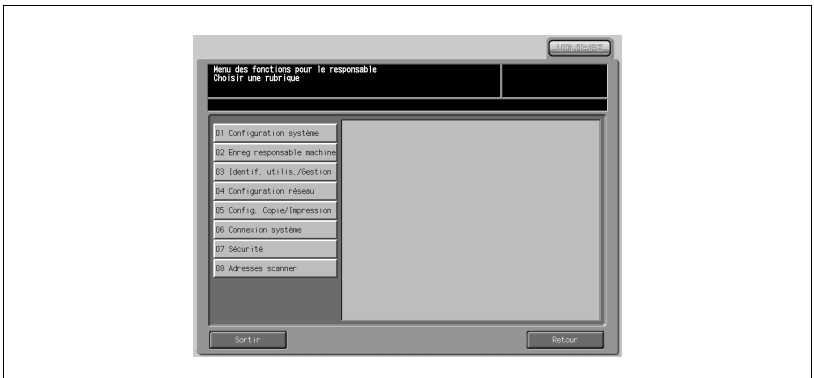 Menu des fonctions pour le responsable
Choisir une rubrique
01 Configuration système
02 Enreg responsable machine
03 Identif. utilis./Gestion
04 Configuration réseau
05 Config. Copie/Impression
06 Connexion système
07 Sécurité
08 Adresses scanner
Sortir
Retour